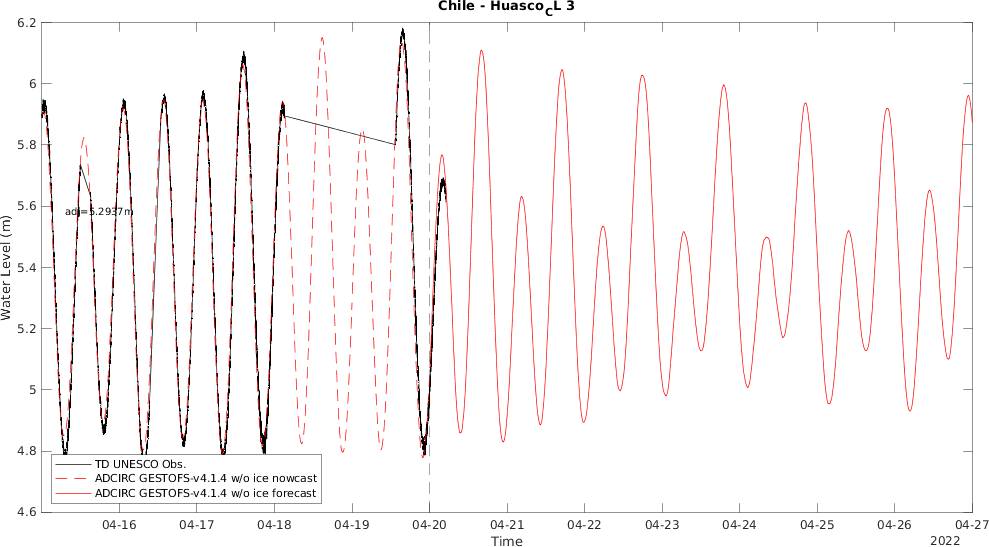 Chile - Huasco_CL 3
6.2
6
5.8
5.6
5.4
5.2
5
4.8
4.6
Water Level (m)
adj=5.2937m
TD UNESCO Obs.
ADCIRC GESTOFS-v4.1.4 w/o ice nowcast
ADCIRC GESTOFS-v4.1.4 w/o ice forecast
04-16 04-17 04-18 04-19 04-20 04-21 04-22 04-23 04-24 04-25 04-26 04-27
Time
2022